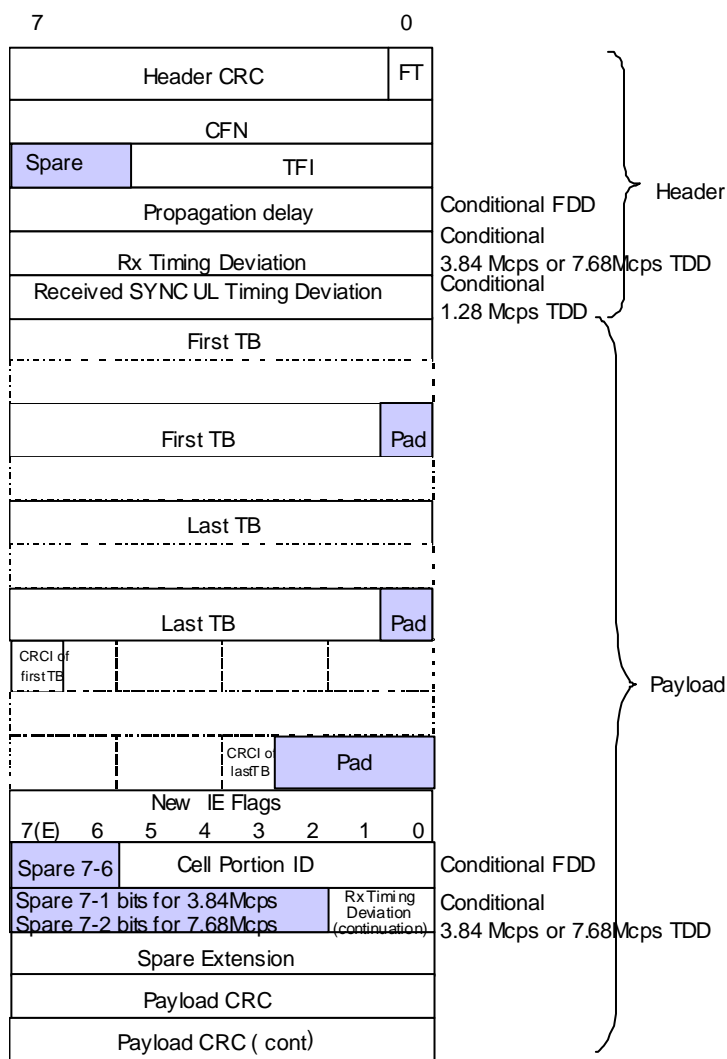 7 0
Header CRC FT
CFN
Spare TFI
Header
Propagation delay Conditional FDD
Rx Timing Deviation Conditional
3.84 Mcps or 7.68Mcps TDD
Received SYNC UL Timing Deviation Conditional
1.28 Mcps TDD
First TB
First TB Pad
Last TB
Last TB Pad
CRCI of
first TB
Payload
CRCI of
lastTB
Pad
New IE Flags
7(E) 6 5 4 3 2 1 0
Spare 7-6 Cell Portion ID Conditional FDD
Spare 7-1 bits for 3.84Mcps
Spare 7-2 bits for 7.68Mcps
Rx Timing
Deviation
(continuation)
Conditional
3.84 Mcps or 7.68Mcps TDD
Spare Extension
Payload CRC
Payload CRC ( cont)